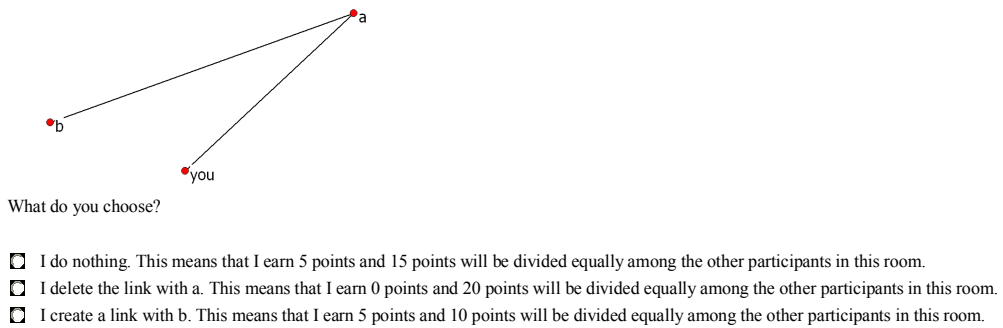 a
b
you
What do you choose?
I do nothing. This means that I earn 5 points and 15 points will be divided equally among the other participants in this room.
I delete the link with a. This means that I earn 0 points and 20 points will be divided equally among the other participants in this room.
I create a link with b. This means that I earn 5 points and 10 points will be divided equally among the other participants in this room.